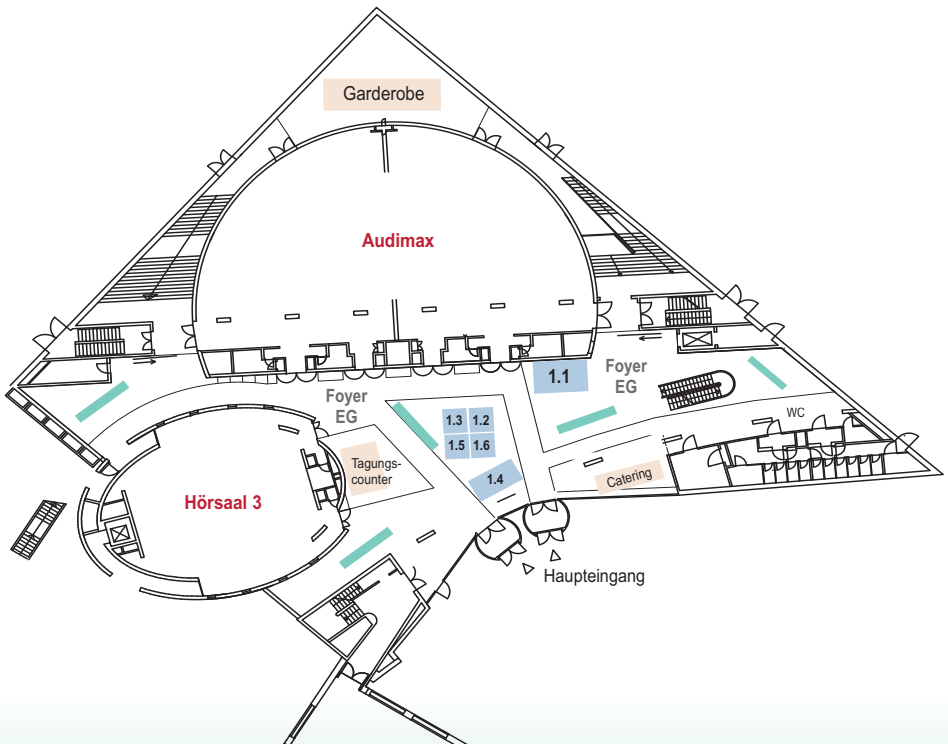 Garderobe
Audimax
Foyer
EG
1.1
Foyer
EG
1.3 1.2
1.5 1.6
WC
Tagungs-
counter
1.4
Catering
Hörsaal 3
Haupteingang